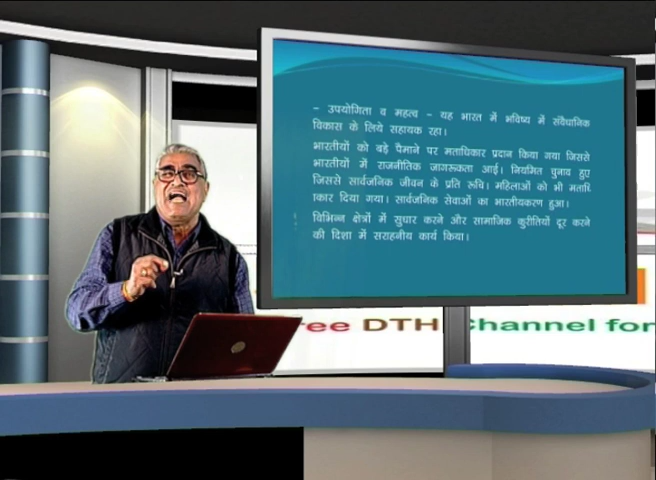 - उपयोगिता व महत्व - यह भारत में भविष्य में संवैधानिक
विकास के लिये सहायक रहा।
भारतीयों को बड़े पैमाने पर मताधिकार प्रदान किया गया जिससे
भारतीयों में राजनीतिक जागरूकता आई। नियमित चुनाव हुए
जिससे सार्वजनिक जीवन के प्रति रूचि। महिलाओं को भी मताधि
कार दिया गया। सार्वजनिक सेवाओं का भारतीयकरण हुआ।
विभिन्न क्षेत्रों में सुधार करने और सामाजिक कुरीतियों दूर करने
की दिशा में सराहनीय कार्य किया।
ree DTH Channel for